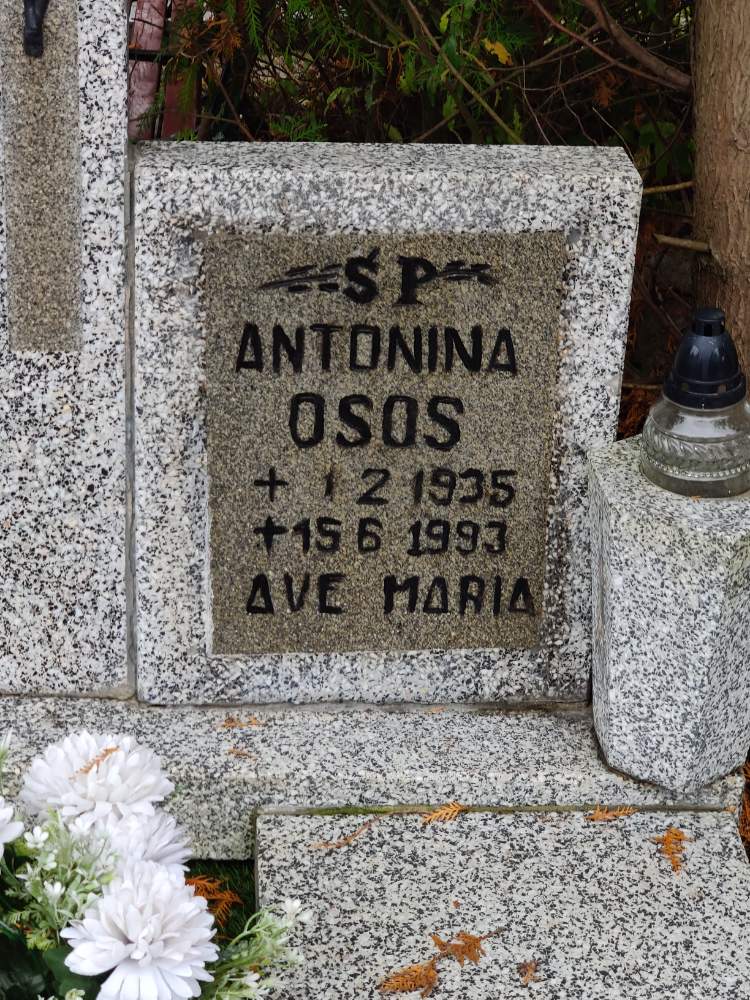 ŚP
ANTONINA
OSOS
+ 1 2 1935
+ 15 6 1993
AVE MARIA